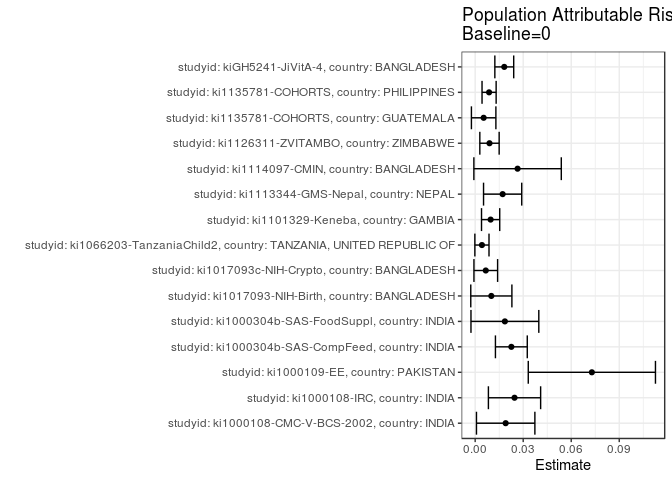 Population Attributable Ris
Baseline=0
studyid: kiGH5241-JiVitA-4, country: BANGLADESH
studyid: ki1135781-COHORTS, country: PHILIPPINES
studyid: ki1135781-COHORTS, country: GUATEMALA
studyid: ki1126311-ZVITAMBO, country: ZIMBABWE
studyid: ki1114097-CMIN, country: BANGLADESH
studyid: ki1113344-GMS-Nepal, country: NEPAL
studyid: ki1101329-Keneba, country: GAMBIA
studyid: ki1066203-TanzaniaChild2, country: TANZANIA, UNITED REPUBLIC OF
studyid: ki1017093c-NIH-Crypto, country: BANGLADESH
studyid: ki1017093-NIH-Birth, country: BANGLADESH
studyid: ki1000304b-SAS-FoodSuppl, country: INDIA
studyid: ki1000304b-SAS-CompFeed, country: INDIA
studyid: ki1000109-EE, country: PAKISTAN
studyid: ki1000108-IRC, country: INDIA
studyid: ki1000108-CMC-V-BCS-2002, country: INDIA
0.00 0.03 0.06 0.09
Estimate